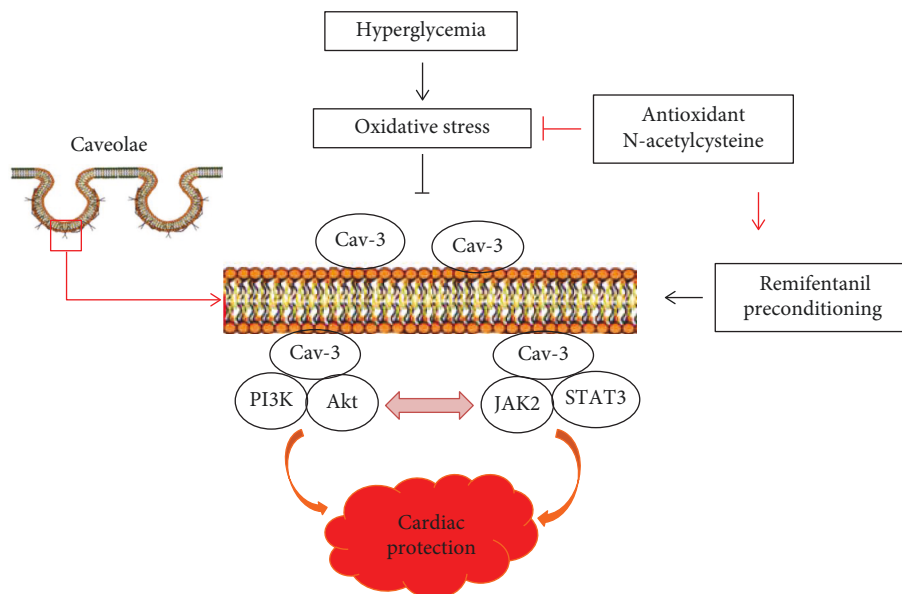 Hyperglycemia
Oxidative stress
Antioxidant
N-acetylcysteine
Caveolae
Cav-3
Cav-3
Remifentanil
preconditioning
Cav-3
Cav-3
PI3K
Akt
JAK2
STAT3
Cardiac
protection